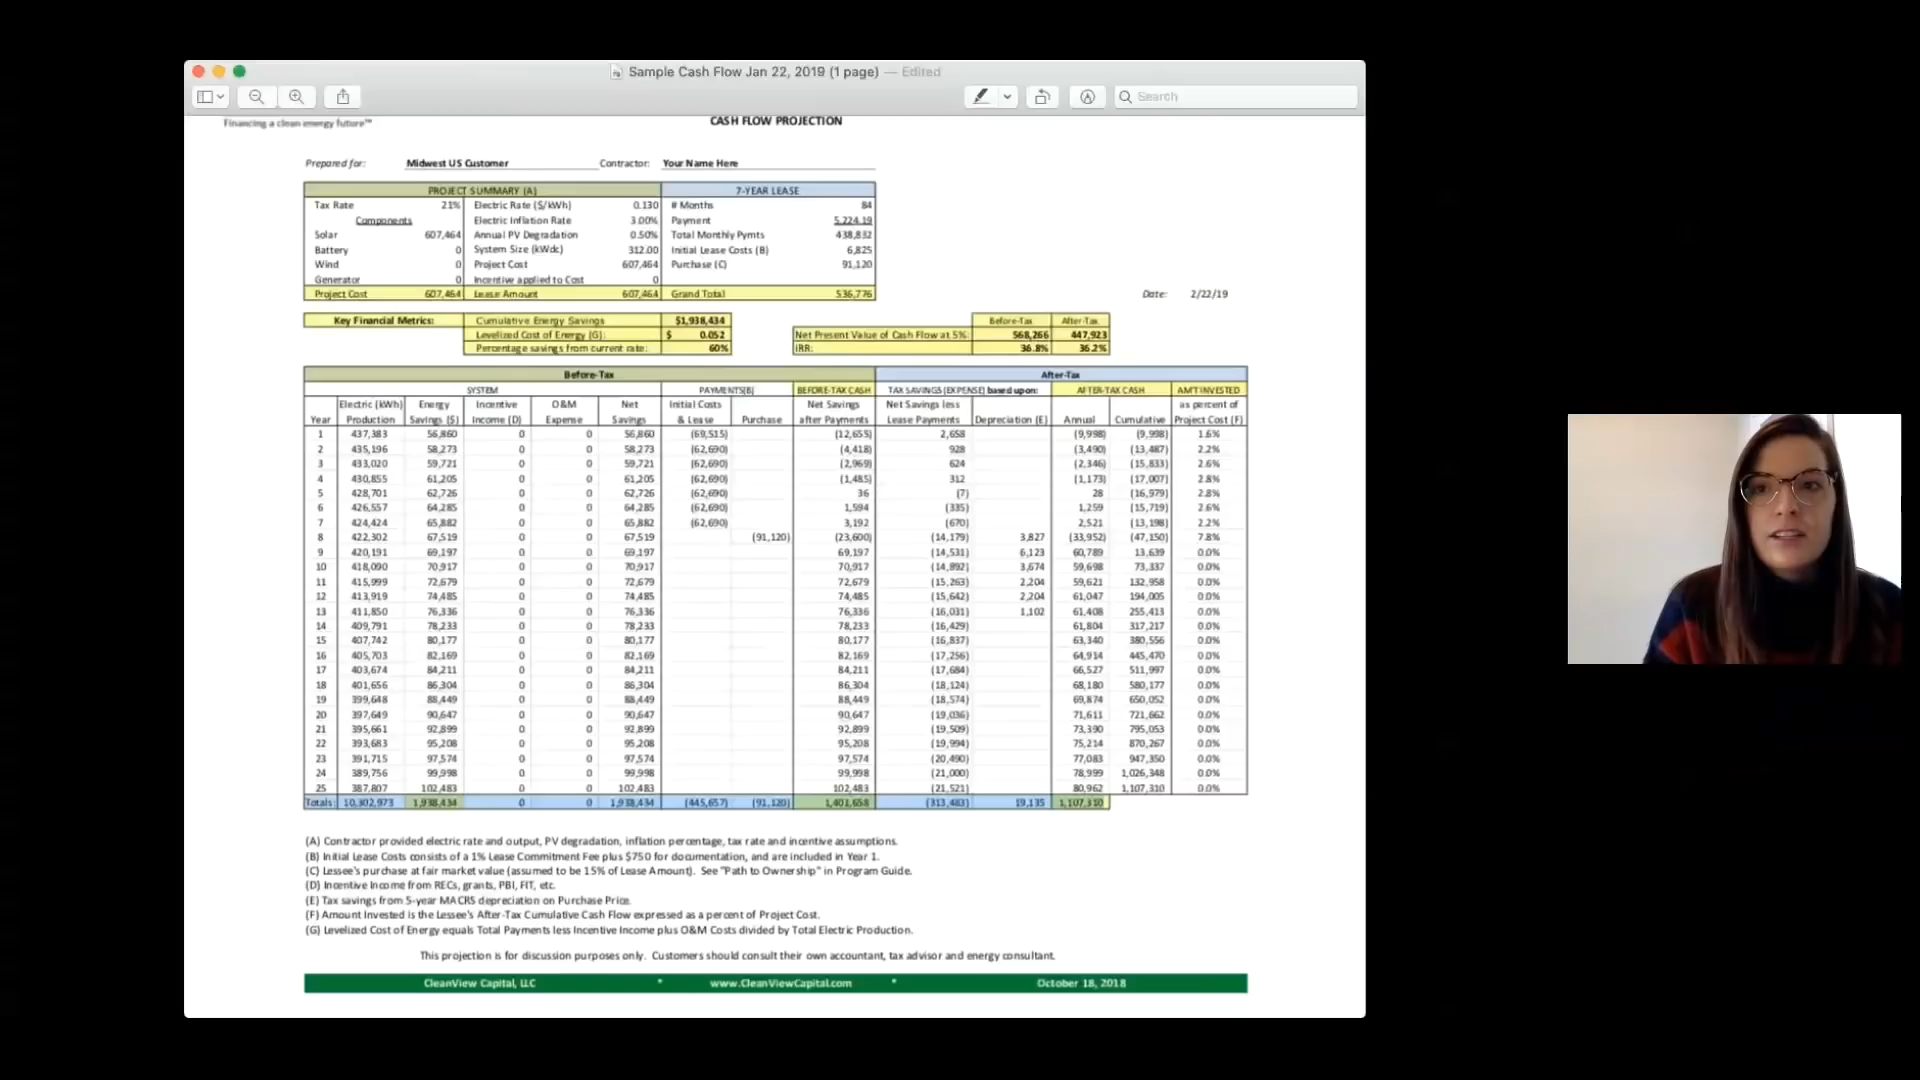 Sample Cash Flow Jan 22, 2019 (1 page) — Edited
Search
Financing a clean energy future™ CASH FLOW PROJECTION
Prepared for: Midwest US Customer Contractor: Your Name Here
PROJECT SUMMARY (A) 7-YEAR LEASE
Tax Rate 21% Electric Rate ($/kWh) 0.130 # Months 84
Components Electric Inflation Rate 3.00% Payment 5,224.19
Solar 607,464 Annual PV Degradation 0.50% Total Monthly Pymts 438,832
Battery 0 System Size (kWdc) 312.00 Initial Lease Costs (B) 6,825
Wind 0 Project Cost 607,464 Purchase (C) 91,120
Generator 0 Incentive applied to Cost 0
Project Cost 607,464 Lease Amount 607,464 Grand Total 536,776 Date: 2/22/19
Key Financial Metrics: Cumulative Energy Savings $1,938,434 Before-Tax After-Tax
Levelized Cost of Energy (G): $ 0.052 Net Present Value of Cash Flow at 5%: 568,266 447,923
Percentage savings from current rate: 60% IRR: 36.8% 36.2%
Before-Tax After-Tax
SYSTEM PAYMENTS(B) BEFORE-TAX CASH TAX SAVINGS (EXPENSE) based upon: AFTER-TAX CASH AM'T INVESTED
Electric (kWh) Energy Incentive O&M Net Initial Costs Net Savings Net Savings less as percent of
Year Production Savings ($) Income (D) Expense Savings & Lease Purchase after Payments Lease Payments Depreciation (E) Annual Cumulative Project Cost (F)
1 437,383 56,860 0 0 56,860 (69,515) (12,655) 2,658 (9,998) (9,998) 1.6%
2 435,196 58,273 0 0 58,273 (62,690) (4,418) 928 (3,490) (13,487) 2.2%
3 433,020 59,721 0 0 59,721 (62,690) (2,969) 624 (2,346) (15,833) 2.6%
4 430,855 61,205 0 0 61,205 (62,690) (1,485) 312 (1,173) (17,007) 2.8%
5 428,701 62,726 0 0 62,726 (62,690) 36 (7) 28 (16,979) 2.8%
6 426,557 64,285 0 0 64,285 (62,690) 1,594 (335) 1,259 (15,719) 2.6%
7 424,424 65,882 0 0 65,882 (62,690) 3,192 (670) 2,521 (13,198) 2.2%
8 422,302 67,519 0 0 67,519 (91,120) (23,600) (14,179) 3,827 (33,952) (47,150) 7.8%
9 420,191 69,197 0 0 69,197 69,197 (14,531) 6,123 60,789 13,639 0.0%
10 418,090 70,917 0 0 70,917 70,917 (14,892) 3,674 59,698 73,337 0.0%
11 415,999 72,679 0 0 72,679 72,679 (15,263) 2,204 59,621 132,958 0.0%
12 413,919 74,485 0 0 74,485 74,485 (15,642) 2,204 61,047 194,005 0.0%
13 411,850 76,336 0 0 76,336 76,336 (16,031) 1,102 61,408 255,413 0.0%
14 409,791 78,233 0 0 78,233 78,233 (16,429) 61,804 317,217 0.0%
15 407,742 80,177 0 0 80,177 80,177 (16,837) 63,340 380,556 0.0%
16 405,703 82,169 0 0 82,169 82,169 (17,256) 64,914 445,470 0.0%
17 403,674 84,211 0 0 84,211 84,211 (17,684) 66,527 511,997 0.0%
18 401,656 86,304 0 0 86,304 86,304 (18,124) 68,180 580,177 0.0%
19 399,648 88,449 0 0 88,449 88,449 (18,574) 69,874 650,052 0.0%
20 397,649 90,647 0 0 90,647 90,647 (19,036) 71,611 721,662 0.0%
21 395,661 92,899 0 0 92,899 92,899 (19,509) 73,390 795,053 0.0%
22 393,683 95,208 0 0 95,208 95,208 (19,994) 75,214 870,267 0.0%
23 391,715 97,574 0 0 97,574 97,574 (20,490) 77,083 947,350 0.0%
24 389,756 99,998 0 0 99,998 99,998 (21,000) 78,999 1,026,348 0.0%
25 387,807 102,483 0 0 102,483 102,483 (21,521) 80,962 1,107,310 0.0%
Totals: 10,302,973 1,938,434 0 0 1,938,434 (445,657) (91,120) 1,401,658 (313,483) 19,135 1,107,310
(A) Contractor provided electric rate and output, PV degradation, inflation percentage, tax rate and incentive assumptions.
(B) Initial Lease Costs consists of a 1% Lease Commitment Fee plus $750 for documentation, and are included in Year 1.
(C) Lessee's purchase at fair market value (assumed to be 15% of Lease Amount). See "Path to Ownership" in Program Guide.
(D) Incentive Income from RECs, grants, PBI, FIT, etc.
(E) Tax savings from 5-year MACRS depreciation on Purchase Price.
(F) Amount Invested is the Lessee's After-Tax Cumulative Cash Flow expressed as a percent of Project Cost.
(G) Levelized Cost of Energy equals Total Payments less Incentive Income plus O&M Costs divided by Total Electric Production.
This projection is for discussion purposes only. Customers should consult their own accountant, tax advisor and energy consultant.
CleanView Capital, LLC * www.CleanViewCapital.com * October 18, 2018